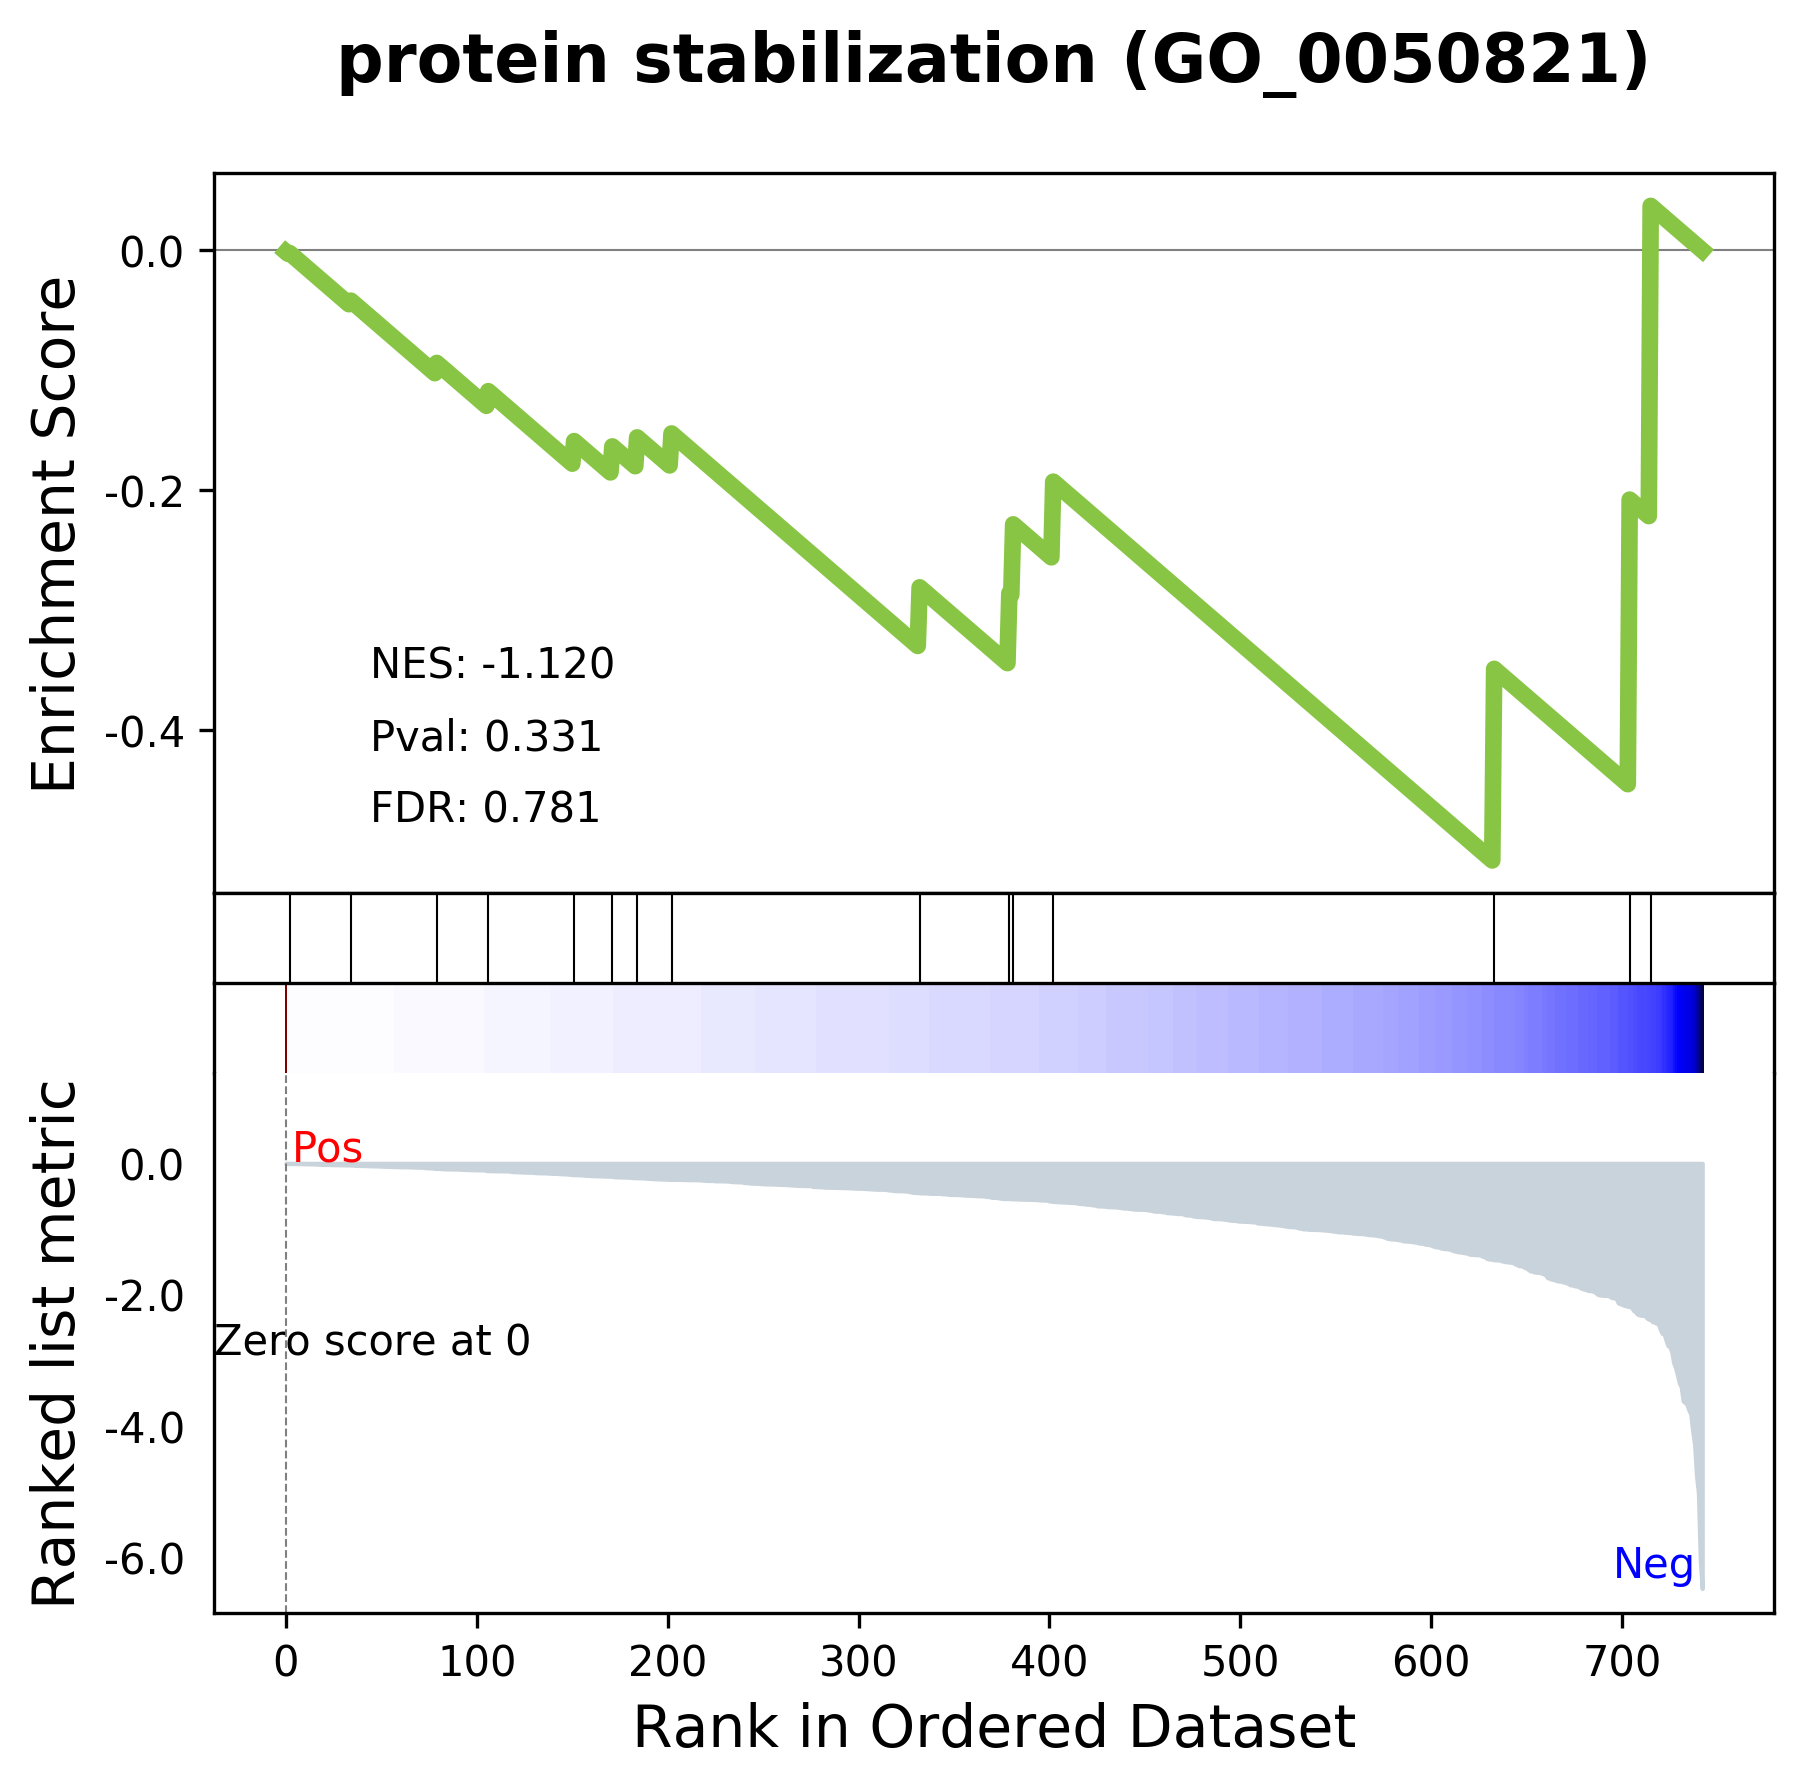 protein stabilization (GO_0050821)
Enrichment Score
0.0
-0.2
-0.4
NES: -1.120
Pval: 0.331
FDR: 0.781
Ranked list metric
0.0
-2.0
-4.0
-6.0
Pos
Zero score at 0
Neg
0 100 200 300 400 500 600 700
Rank in Ordered Dataset